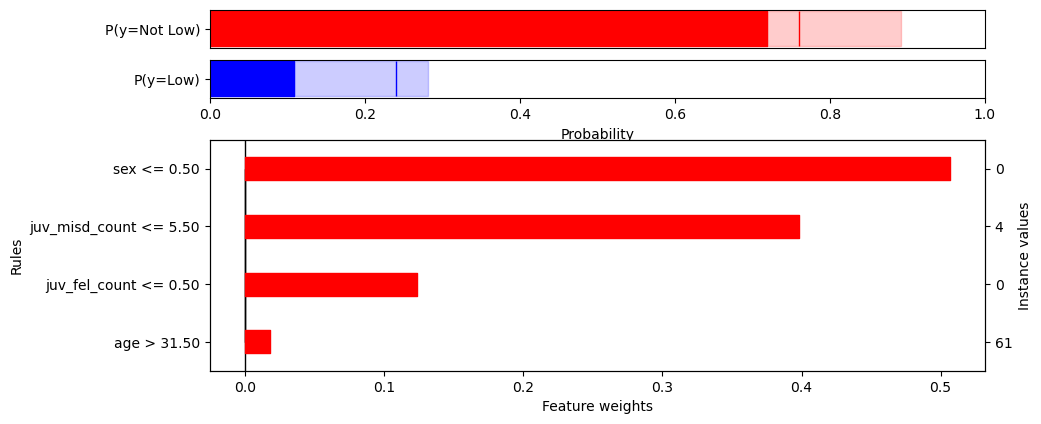 P(y=Not Low)
P(y=Low)
0.0 0.2 0.4 0.6 0.8 1.0
Probability
sex <= 0.50 0
juv_misd_count <= 5.50 4
juv_fel_count <= 0.50 0
age > 31.50 61
Rules
Instance values
0.0 0.1 0.2 0.3 0.4 0.5
Feature weights